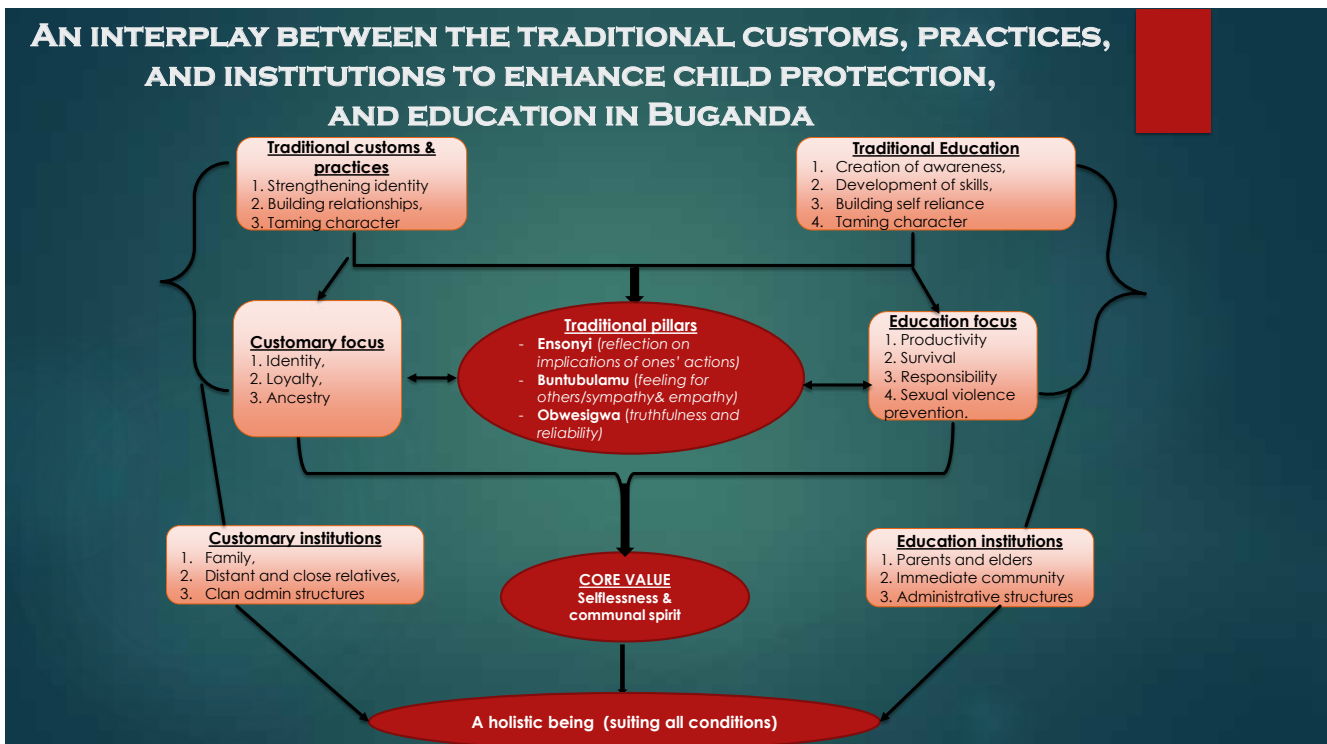 AN INTERPLAY BETWEEN THE TRADITIONAL CUSTOMS, PRACTICES,
AND INSTITUTIONS TO ENHANCE CHILD PROTECTION,
AND EDUCATION IN BUGANDA
Traditional customs &
practices
1. Strengthening identity
2. Building relationships,
3. Taming character
Traditional Education
1. Creation of awareness,
2. Development of skills,
3. Building self reliance
4. Taming character
Customary focus
1. Identity,
2. Loyalty,
3. Ancestry
Traditional pillars
- Ensonyi (reflection on
implications of ones' actions)
- Buntubulamu (feeling for
others/sympathy& empathy)
- Obwesigwa (truthfulness and
reliability)
Education focus
1. Productivity
2. Survival
3. Responsibility
4. Sexual violence
prevention.
Customary institutions
1. Family,
2. Distant and close relatives,
3. Clan admin structures
CORE VALUE
Selflessness &
communal spirit
Education institutions
1. Parents and elders
2. Immediate community
3. Administrative structures
A holistic being (suiting all conditions)